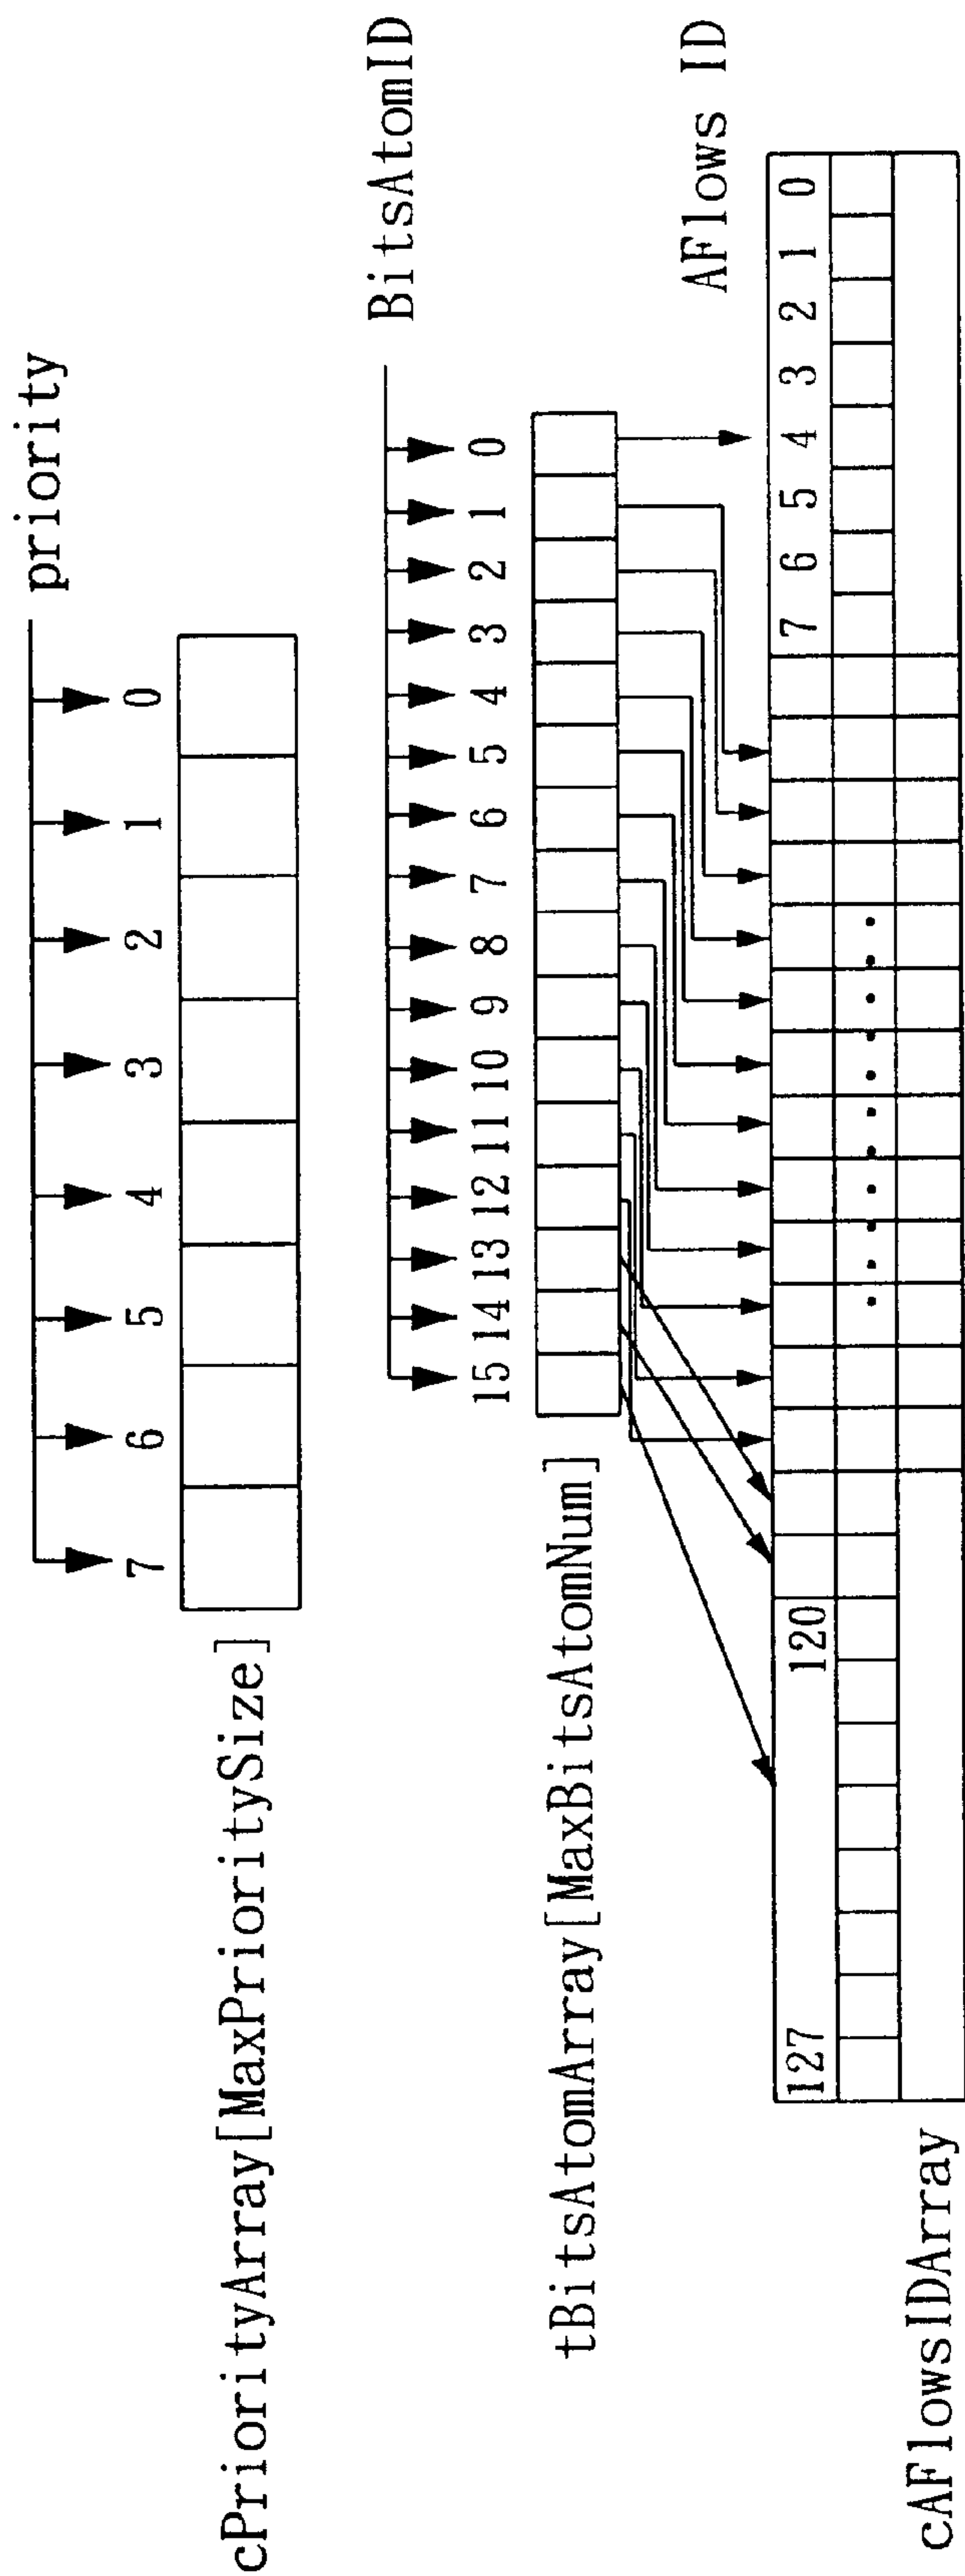 priority
7 6 5 4 3 2 1 0
cPriorityArray[MaxPrioritySize]
BitsAtomID
15 14 13 12 11 10 9 8 7 6 5 4 3 2 1 0
tBitsAtomArray[MaxBitsAtomNum]
AFlows ID
127 120 7 6 5 4 3 2 1 0
cAFlowsIDArray